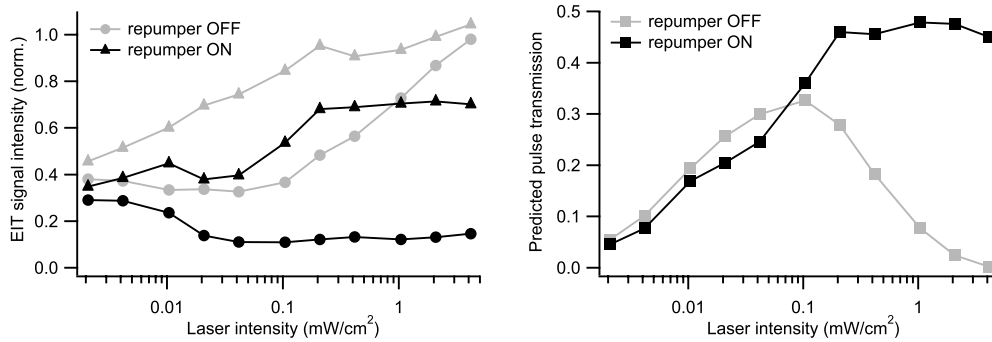 EIT signal intensity (norm.)
1.0
0.8
0.6
0.4
0.2
0.0
repumper OFF
repumper ON
0.01 0.1 1
Laser intensity (mW/cm²)
Predicted pulse transmission
0.5
0.4
0.3
0.2
0.1
0.0
repumper OFF
repumper ON
0.01 0.1 1
Laser intensity (mW/cm²)